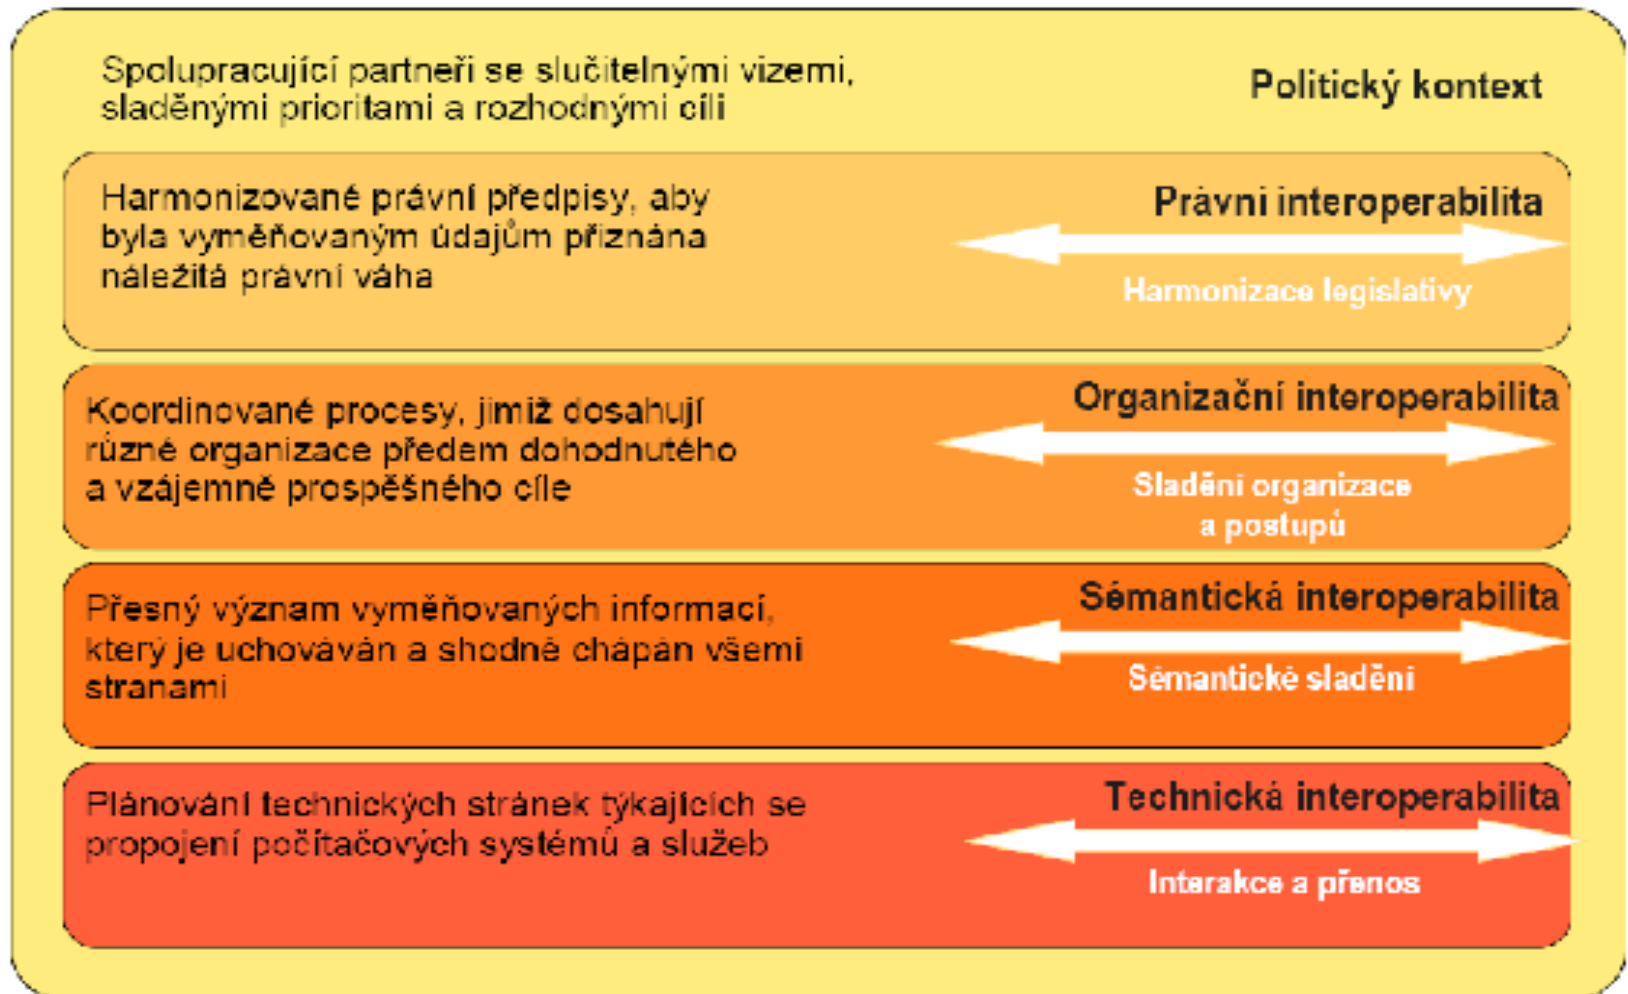 Spolupracující partneři se slučitelnými vizemi,
sladěnými prioritami a rozhodnými cíli
Politický kontext
Harmonizované právní předpisy, aby
byla vyměňovaným údajům přiznána
náležitá právní váha
Právní interoperabilita
Harmonizace legislativy
Koordinované procesy, jimiž dosahují
různé organizace předem dohodnutého
a vzájemně prospěšného cíle
Organizační interoperabilita
Sladění organizace
a postupů
Přesný význam vyměňovaných informací,
který je uchováván a shodně chápán všemi
stranami
Sémantická interoperabilita
Sémantické sladění
Plánování technických stránek týkajících se
propojení počítačových systémů a služeb
Technická interoperabilita
Interakce a přenos